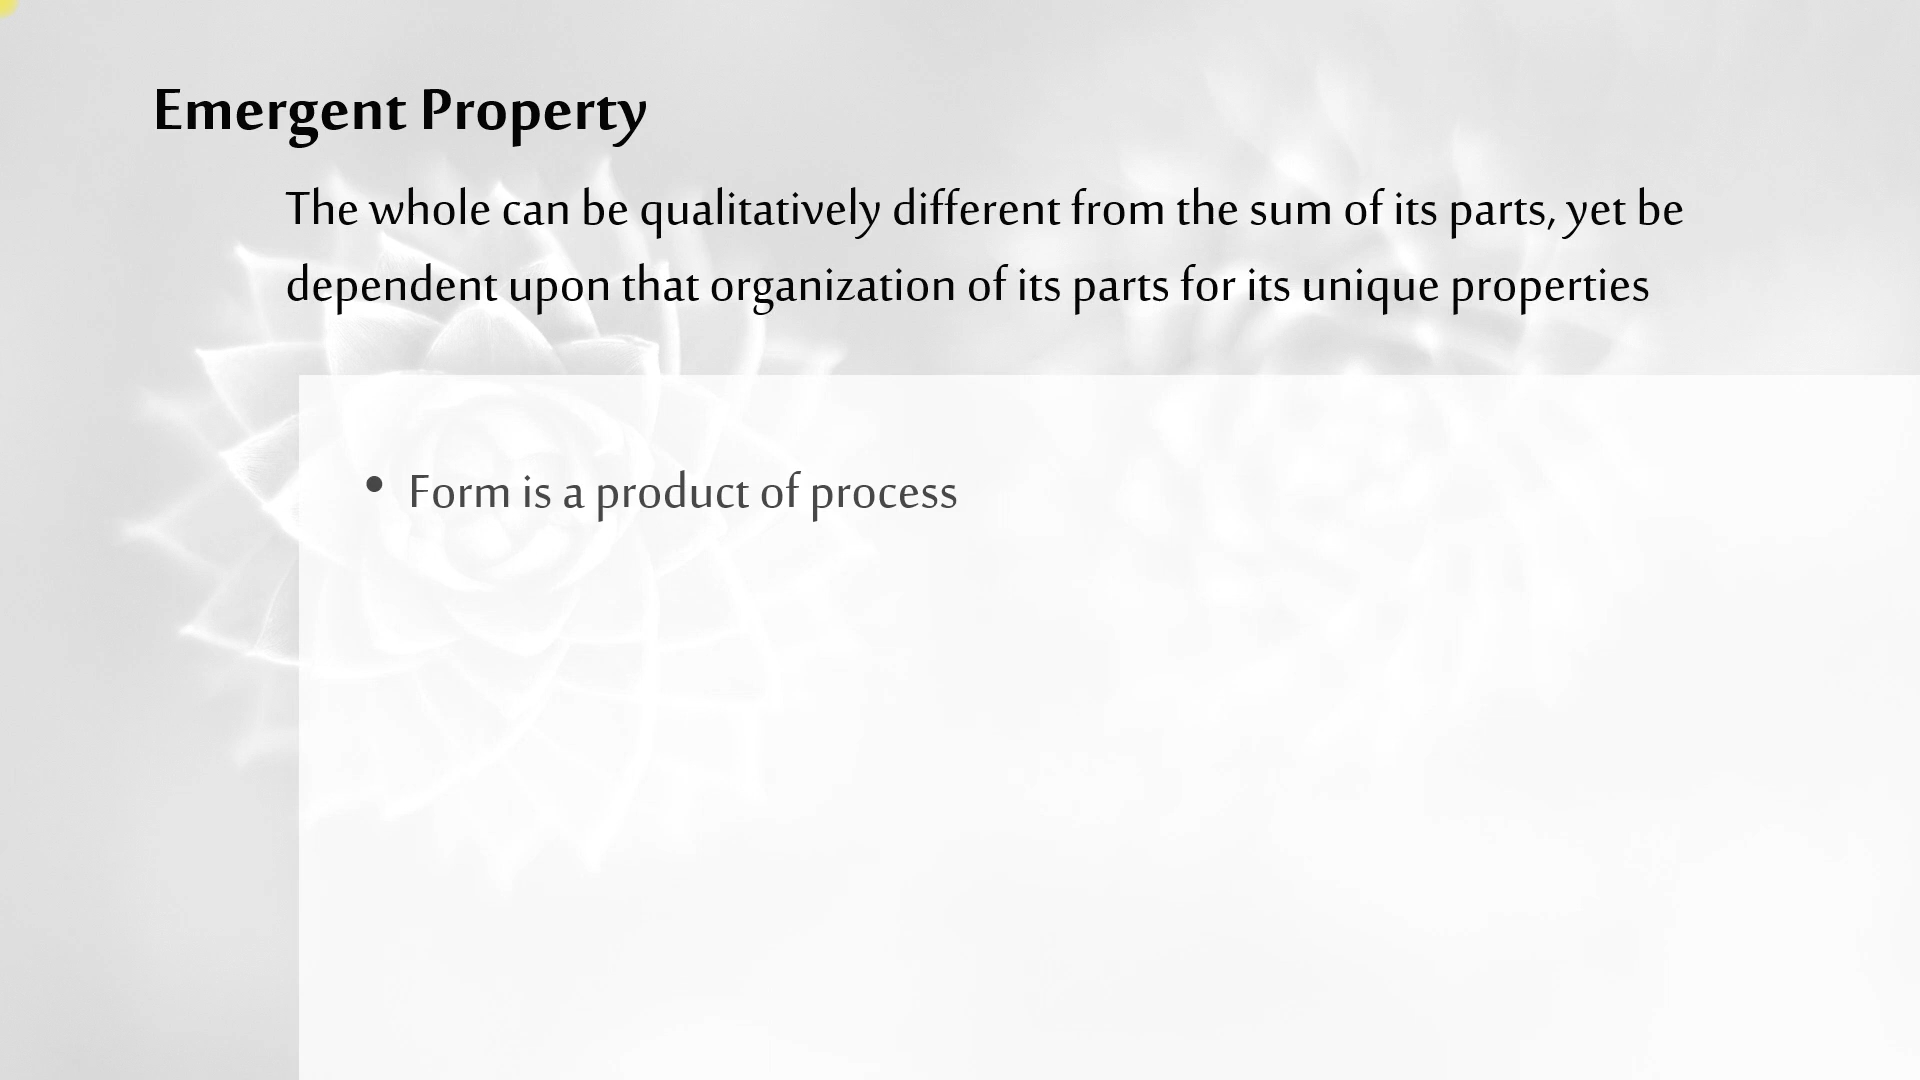 Emergent Property
The whole can be qualitatively different from the sum of its parts, yet be
dependent upon that organization of its parts for its unique properties
• Form is a product of process